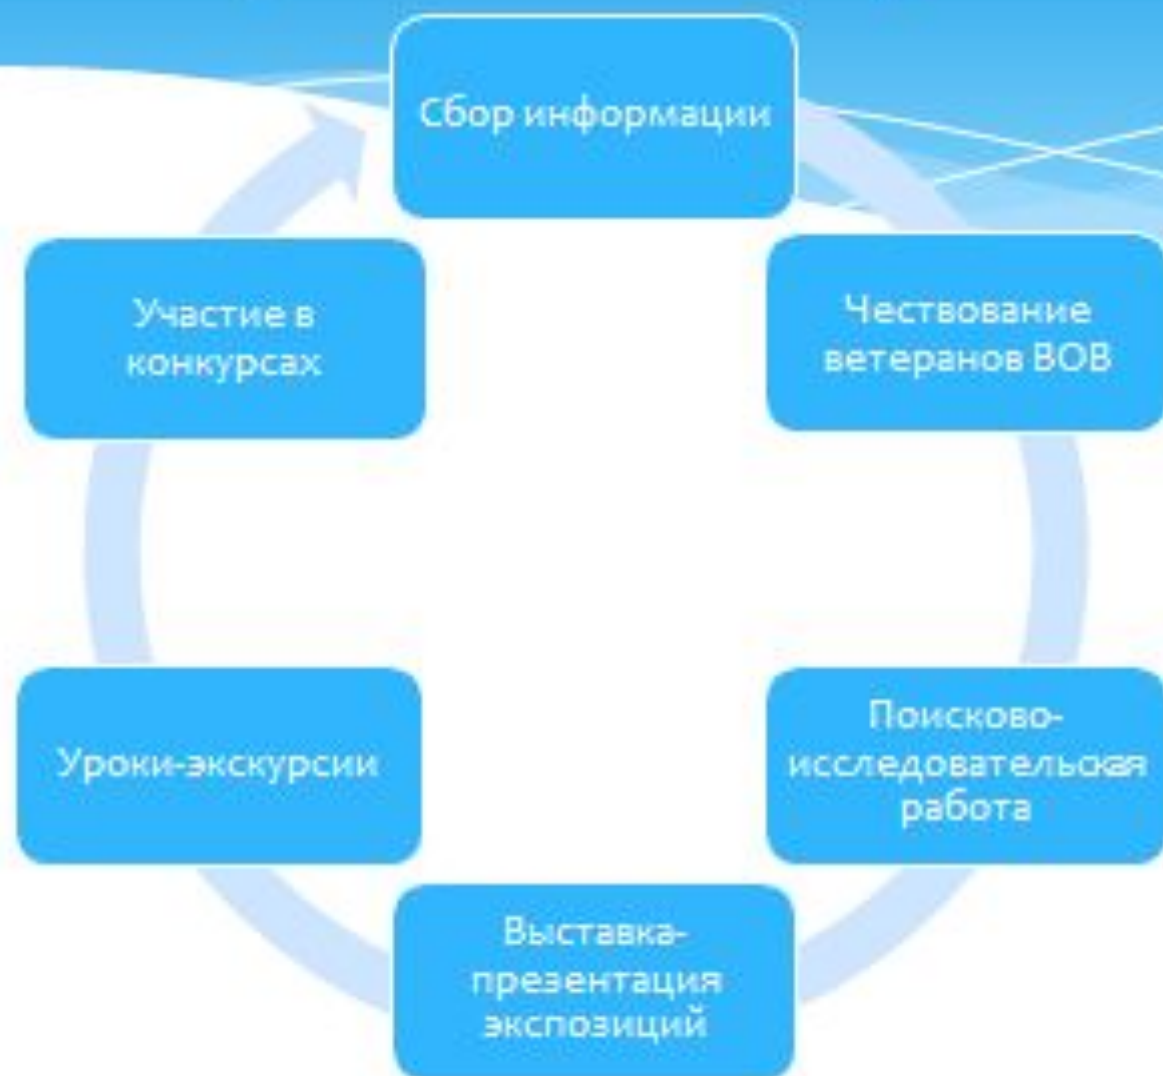 Сбор информации
Чествование
ветеранов ВОВ
Поисково-
исследовательская
работа
Выставка-
презентация
экспозиций
Уроки-экскурсии
Участие в
конкурсах